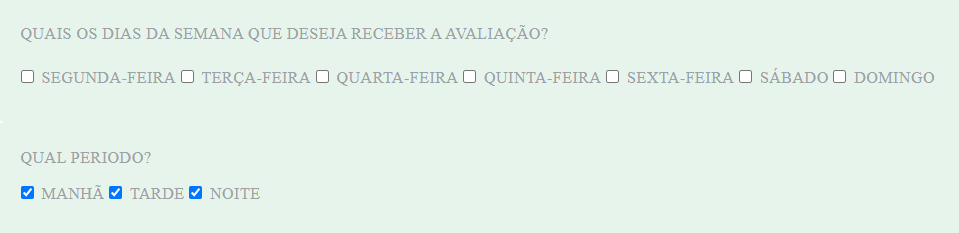 QUAIS OS DIAS DA SEMANA QUE DESEJA RECEBER A AVALIAÇÃO?
SEGUNDA-FEIRA TERÇA-FEIRA QUARTA-FEIRA QUINTA-FEIRA SEXTA-FEIRA SÁBADO DOMINGO
QUAL PERIODO?
MANHÃ TARDE NOITE